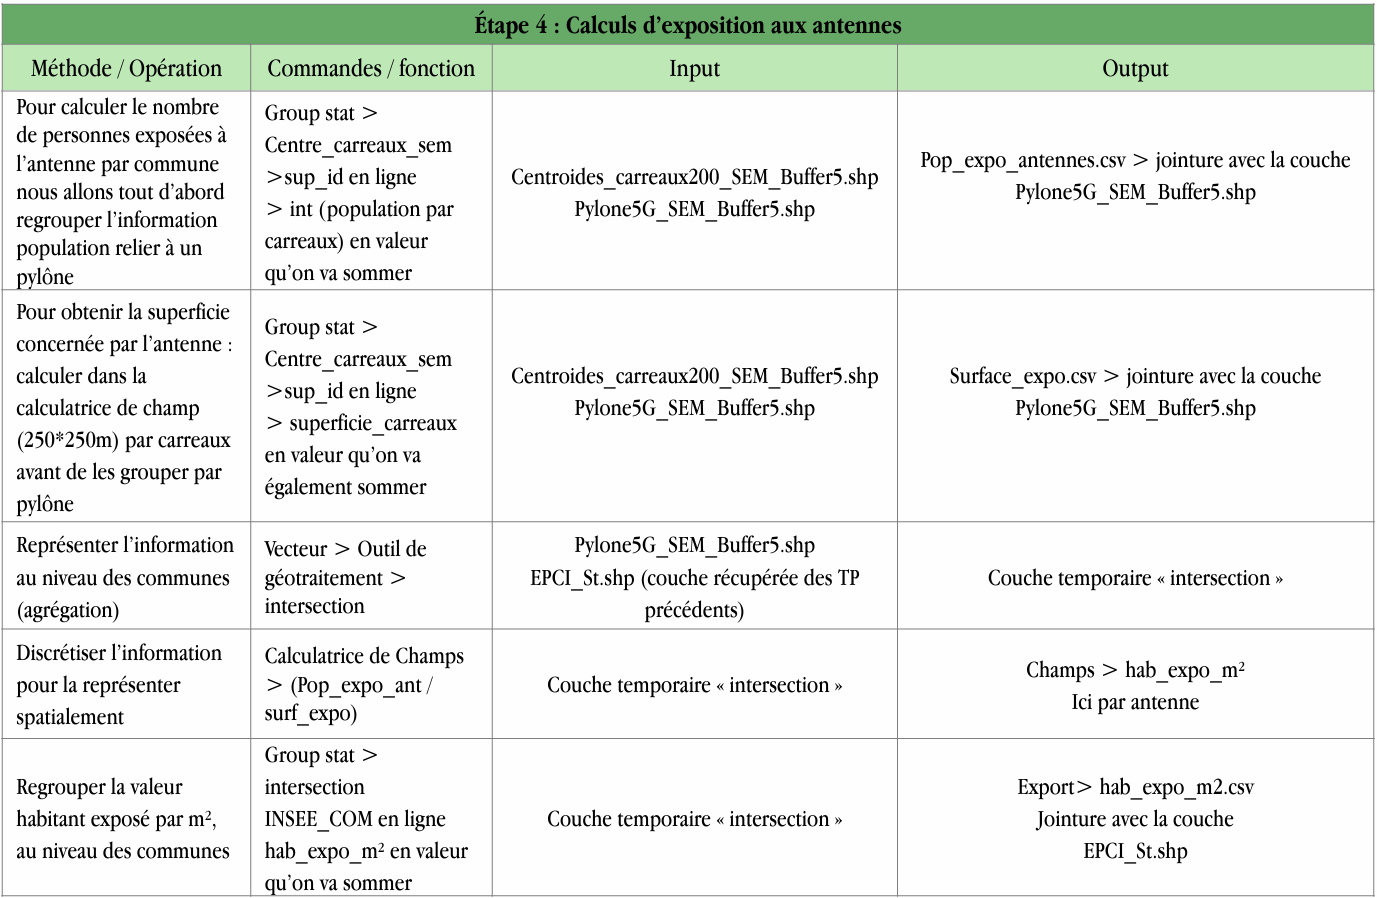 Étape 4 : Calculs d’exposition aux antennes
Méthode / Opération
Commandes / fonction
Input
Output
Pour calculer le nombre
de personnes exposées à
l’antenne par commune
nous allons tout d’abord
regrouper l’information
population relier à un
pylône
Group stat >
Centre_carreaux_sem
>sup_id en ligne
> int (population par
carreaux) en valeur
qu’on va sommer
Centroides_carreaux200_SEM_Buffer5.shp
Pylone5G_SEM_Buffer5.shp
Pop_expo_antennes.csv > jointure avec la couche
Pylone5G_SEM_Buffer5.shp
Pour obtenir la superficie
concernée par l’antenne :
calculer dans la
calculatrice de champ
(250*250m) par carreaux
avant de les grouper par
pylône
Group stat >
Centre_carreaux_sem
>sup_id en ligne
> superficie_carreaux
en valeur qu’on va
également sommer
Centroides_carreaux200_SEM_Buffer5.shp
Pylone5G_SEM_Buffer5.shp
Surface_expo.csv > jointure avec la couche
Pylone5G_SEM_Buffer5.shp
Représenter l’information
au niveau des communes
(agrégation)
Vecteur > Outil de
géotraitement >
intersection
Pylone5G_SEM_Buffer5.shp
EPCI_St.shp (couche récupérée des TP
précédents)
Couche temporaire « intersection »
Discrétiser l’information
pour la représenter
spatialement
Calculatrice de Champs
> (Pop_expo_ant /
surf_expo)
Couche temporaire « intersection »
Champs > hab_expo_m²
Ici par antenne
Regrouper la valeur
habitant exposé par m²,
au niveau des communes
Group stat >
intersection
INSEE_COM en ligne
hab_expo_m² en valeur
qu’on va sommer
Couche temporaire « intersection »
Export> hab_expo_m2.csv
Jointure avec la couche
EPCI_St.shp